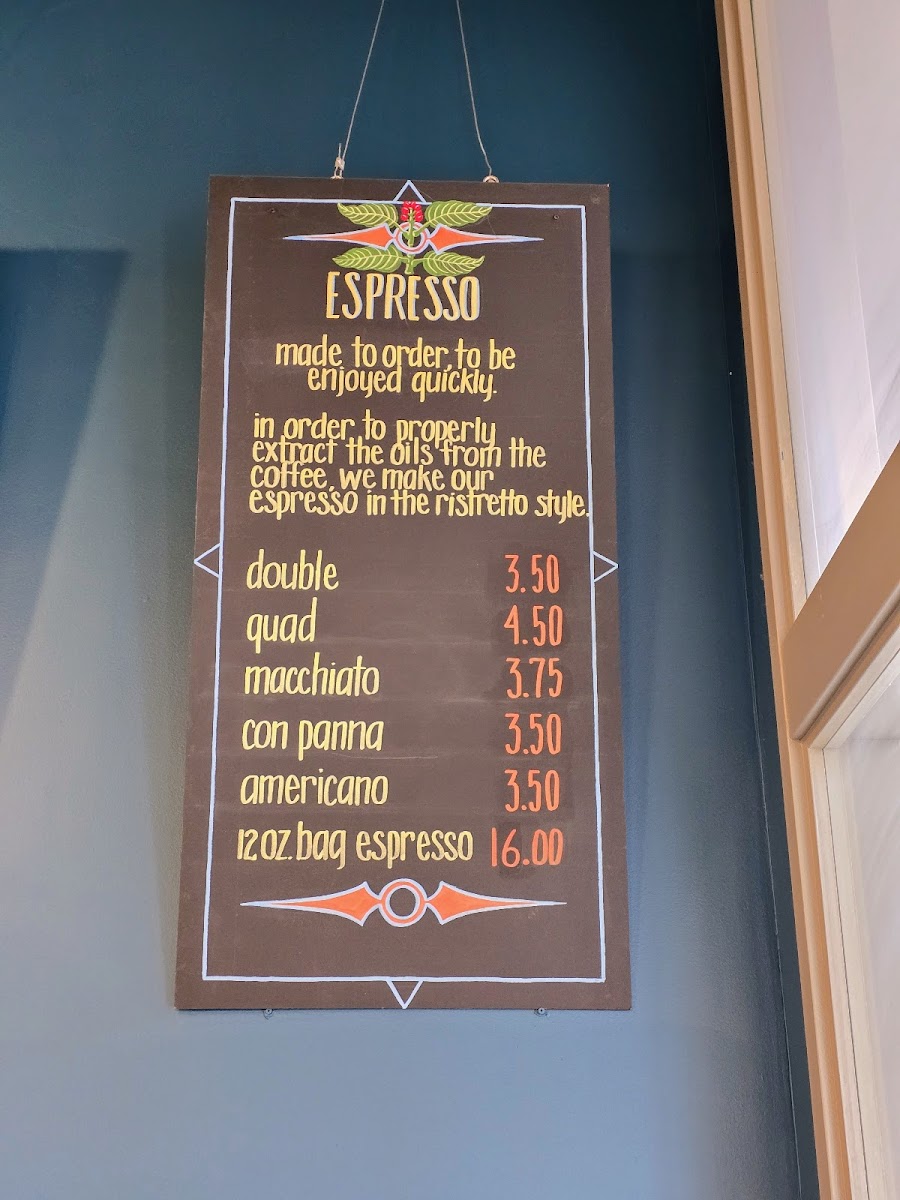 ESPRESSO
made to order, to be
enjoyed quickly.
in order to properly
extract the oils from the
coffee, we make our
espresso in the ristretto style.
double 3.50
quad 4.50
macchiato 3.75
con panna 3.50
americano 3.50
12 oz. bag espresso 16.00